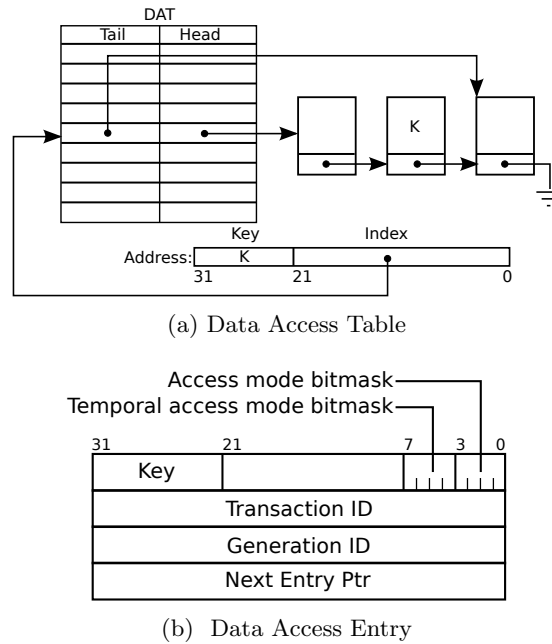 DAT
Tail Head
K
Key Index
Address: K
31 21 0
(a) Data Access Table
Access mode bitmask
Temporal access mode bitmask
31 21 7 3 0
Key
Transaction ID
Generation ID
Next Entry Ptr
(b) Data Access Entry